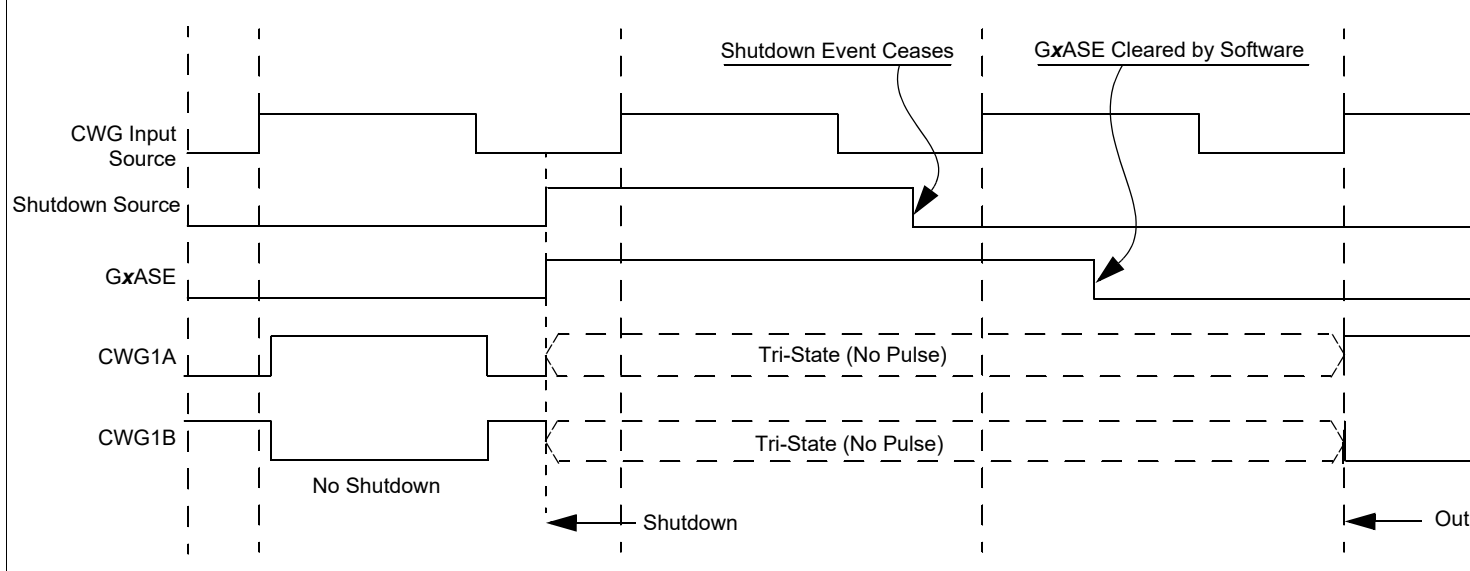 Shutdown Event Ceases
GxASE Cleared by Software
CWG Input
Source
Shutdown Source
GxASE
CWG1A
Tri-State (No Pulse)
CWG1B
Tri-State (No Pulse)
No Shutdown
Shutdown
Out